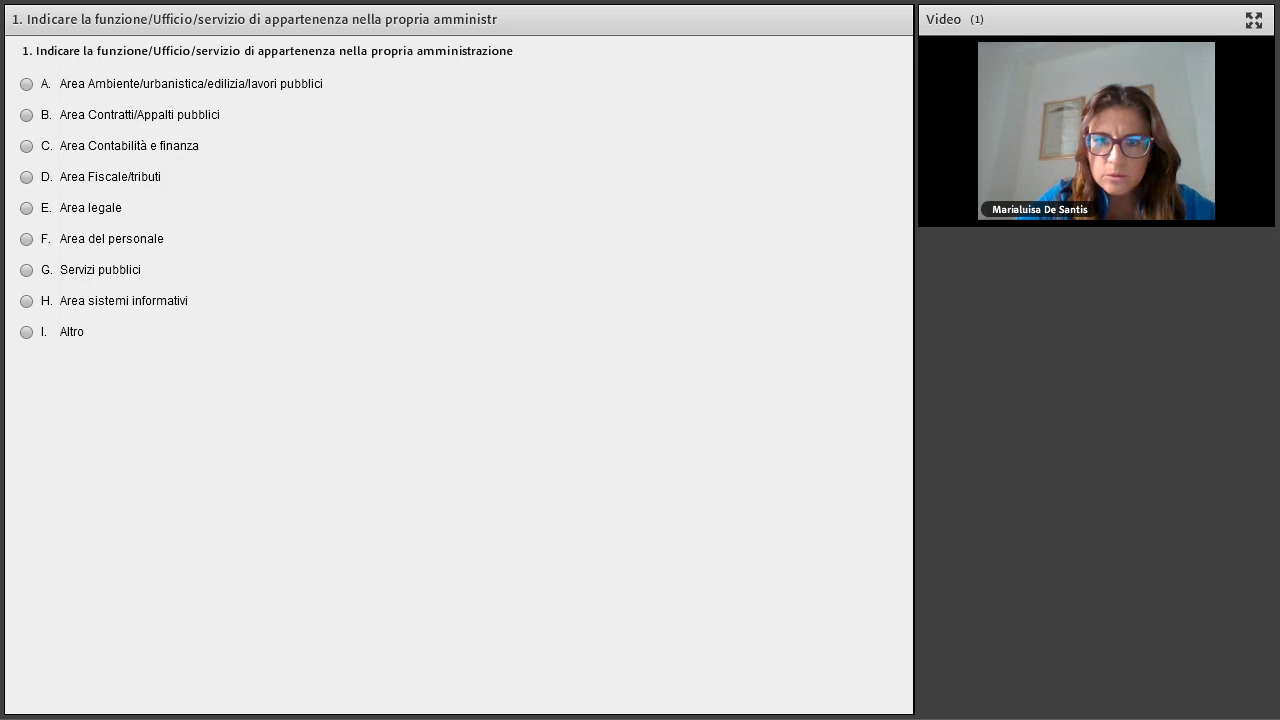 1. Indicare la funzione/Ufficio/servizio di appartenenza nella propria amministr
1. Indicare la funzione/Ufficio/servizio di appartenenza nella propria amministrazione
A. Area Ambiente/urbanistica/edilizia/lavori pubblici
B. Area Contratti/Appalti pubblici
C. Area Contabilità e finanza
D. Area Fiscale/tributi
E. Area legale
F. Area del personale
G. Servizi pubblici
H. Area sistemi informativi
I. Altro
Video (1)
Marialuisa De Santis